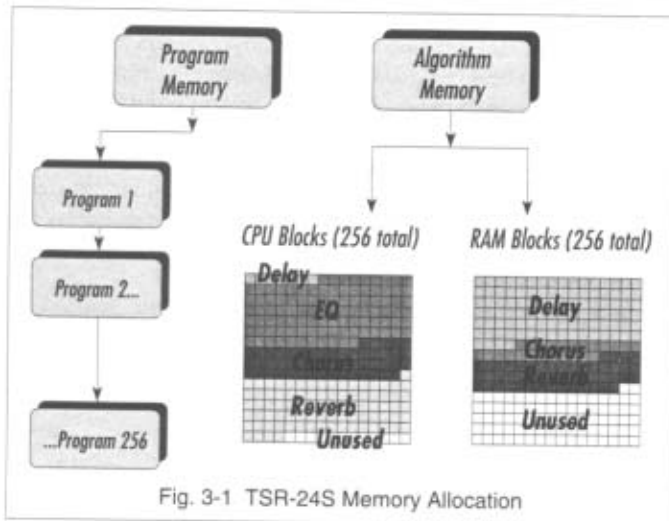 Program
Memory
Algorithm
Memory
Program 1
Program 2...
...Program 256
CPU Blocks (256 total)
Delay
EQ
Chorus
Reverb
Unused
RAM Blocks (256 total)
Delay
Chorus
Reverb
Unused
Fig. 3-1 TSR-24S Memory Allocation